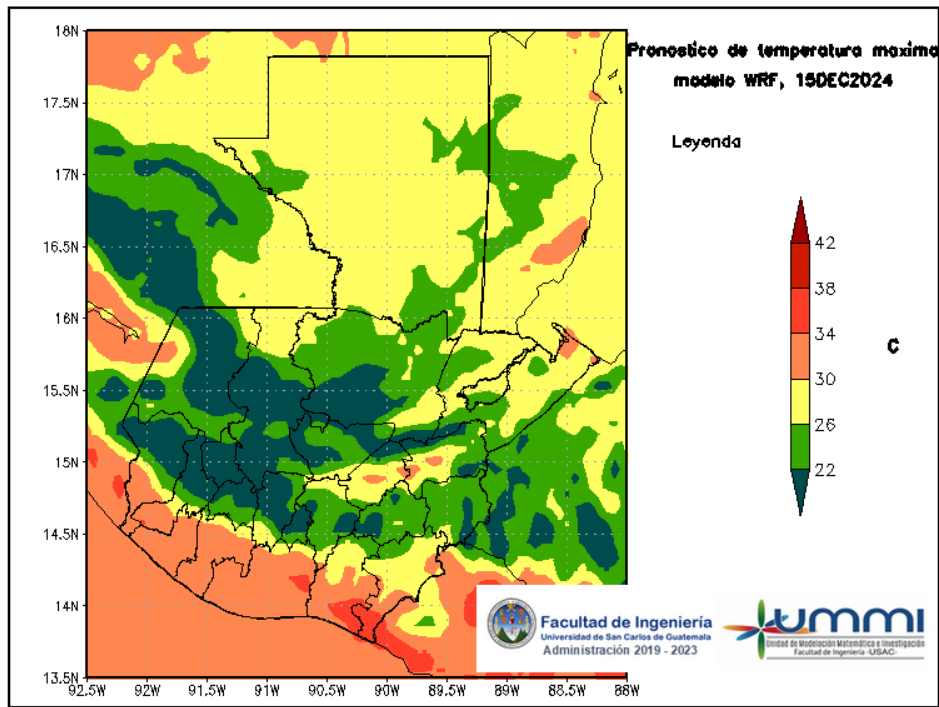 Pronostico de temperatura maxima
modelo WRF, 15DEC2024
Leyenda
42
38
34
30
26
22
C
18N
17.5N
17N
16.5N
16N
15.5N
15N
14.5N
14N
13.5N
92.5W
92W
91.5W
91W
90.5W
90W
89.5W
89W
88.5W
88W
Facultad de Ingeniería
Universidad de San Carlos de Guatemala
Administración 2019 - 2023
ummi
Unidad de Modelación Matemática e Investigación
Facultad de Ingeniería -USAC-